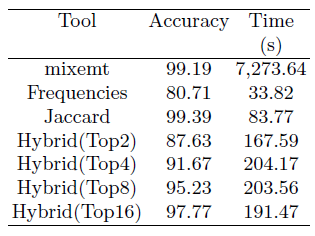 Tool Accuracy Time
(s)
mixemt 99.19 7,273.64
Frequencies 80.71 33.82
Jaccard 99.39 83.77
Hybrid(Top2) 87.63 167.59
Hybrid(Top4) 91.67 204.17
Hybrid(Top8) 95.23 203.56
Hybrid(Top16) 97.77 191.47